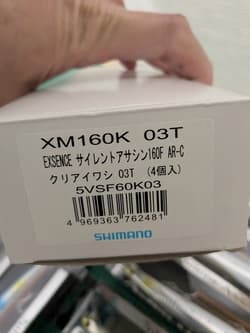 XM160K 03T
EXSENCE サイレントアサシン160F AR-C
クリアイワシ 03T (4個入)
5VSF60K03
4 969363 762481
SHIMANO